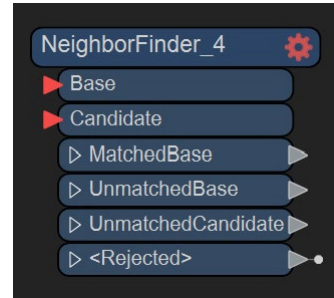 NeighborFinder_4
Base
Candidate
MatchedBase
UnmatchedBase
UnmatchedCandidate
<Rejected>